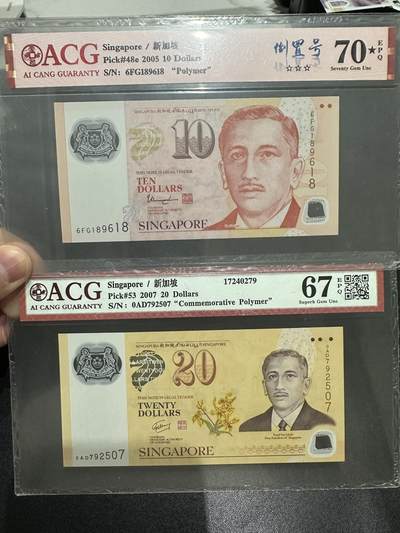 ACG
AI CANG GUARANTY
Singapore / 新加坡
Pick#48e 2005 10 Dollars
S/N: 6FG189618 "Polymer"
倒置号
☆☆☆
70★ EPQ
Seventy Gem Unc
10
6FG189618
TEN
DOLLARS
6FG189618
SINGAPORE
ACG
AI CANG GUARANTY
Singapore / 新加坡
17240279
Pick#53 2007 20 Dollars
S/N: 0AD792507 "Commemorative Polymer"
67 EPQ
Superb Gem Unc
20
0AD792507
TWENTY
DOLLARS
0AD792507
SINGAPORE